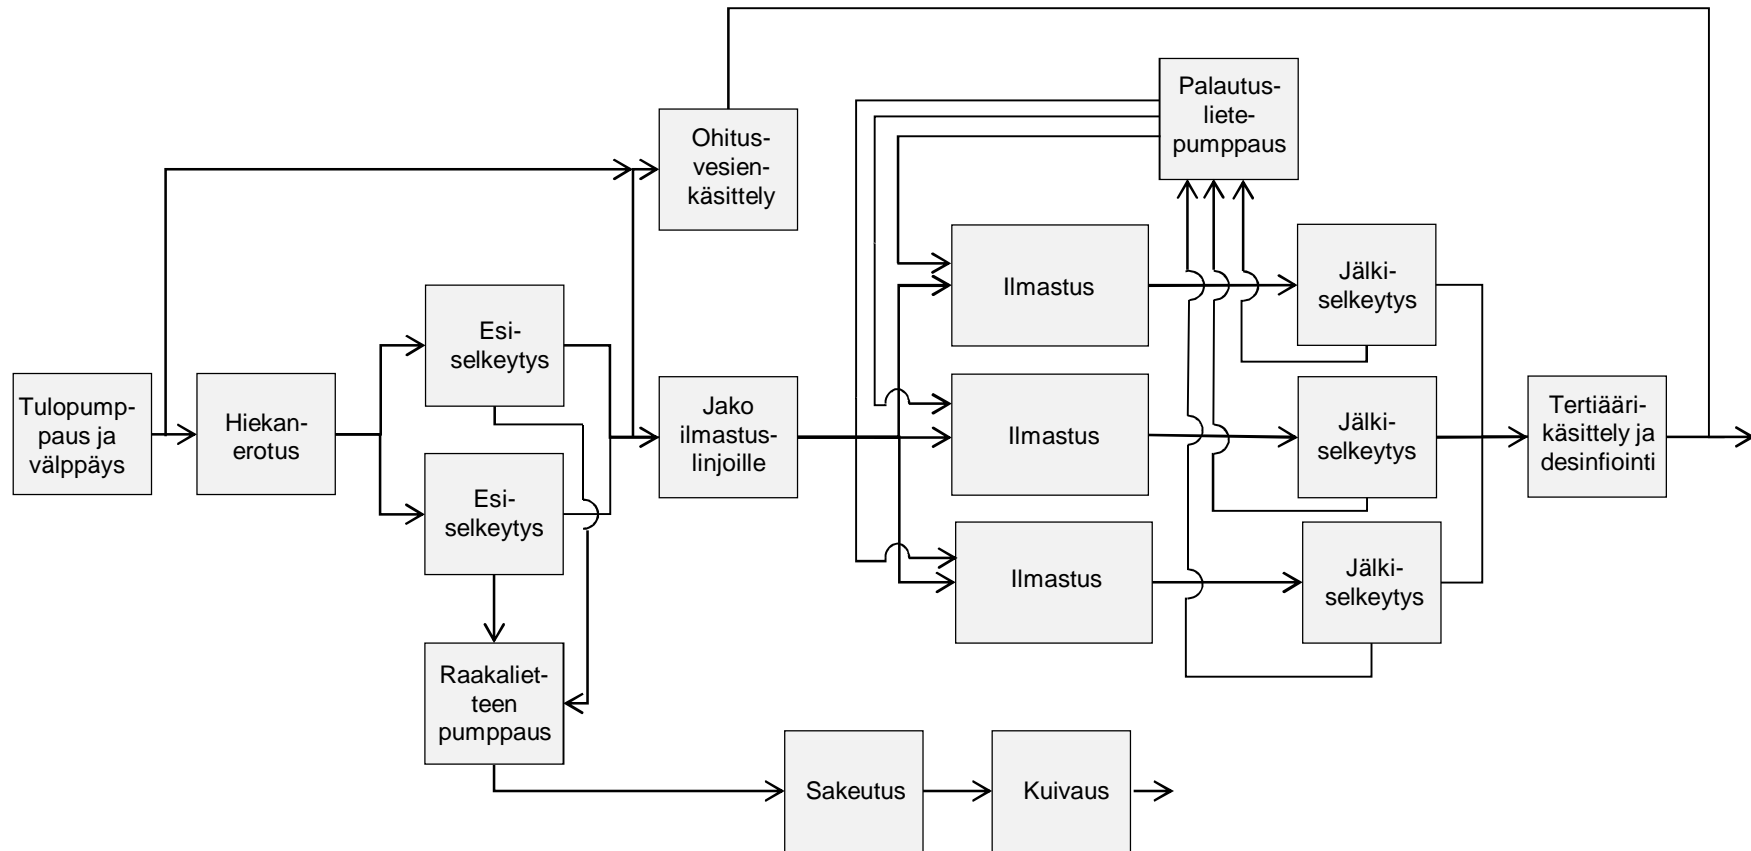 Palautus-
liete-
pumppaus
Ohitus-
vesien-
käsittely
Ilmastus
Jälki-
selkeytys
Esi-
selkeytys
Tulopump-
paus ja
välppäys
Hiekan-
erotus
Jako
ilmastus-
linjoille
Ilmastus
Jälki-
selkeytys
Tertiääri-
käsittely ja
desinfiointi
Esi-
selkeytys
Ilmastus
Jälki-
selkeytys
Raakaliet-
teen
pumppaus
Sakeutus
Kuivaus